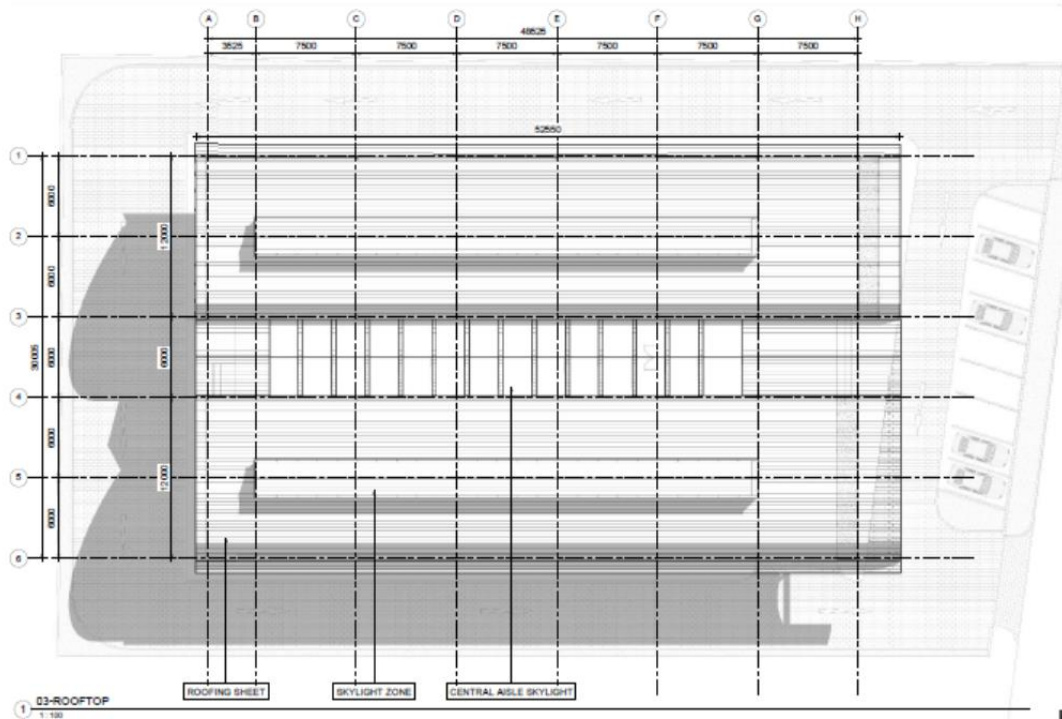 A B C D E F G H
48525
3525 7500 7500 7500 7500 7500 7500
52550
1
6000
2
12000
6000
3
30005
6000
6000
4
6000
5
12000
6000
6
ROOFING SHEET
SKYLIGHT ZONE
CENTRAL AISLE SKYLIGHT
1
03-ROOFTOP
1 : 100